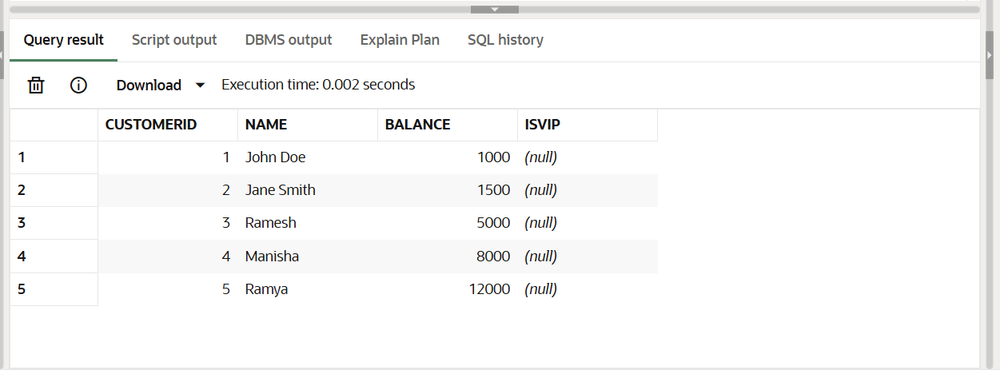 Query result Script output DBMS output Explain Plan SQL history
Download Execution time: 0.002 seconds
CUSTOMERID NAME BALANCE ISVIP
1 1 John Doe 1000 (null)
2 2 Jane Smith 1500 (null)
3 3 Ramesh 5000 (null)
4 4 Manisha 8000 (null)
5 5 Ramya 12000 (null)